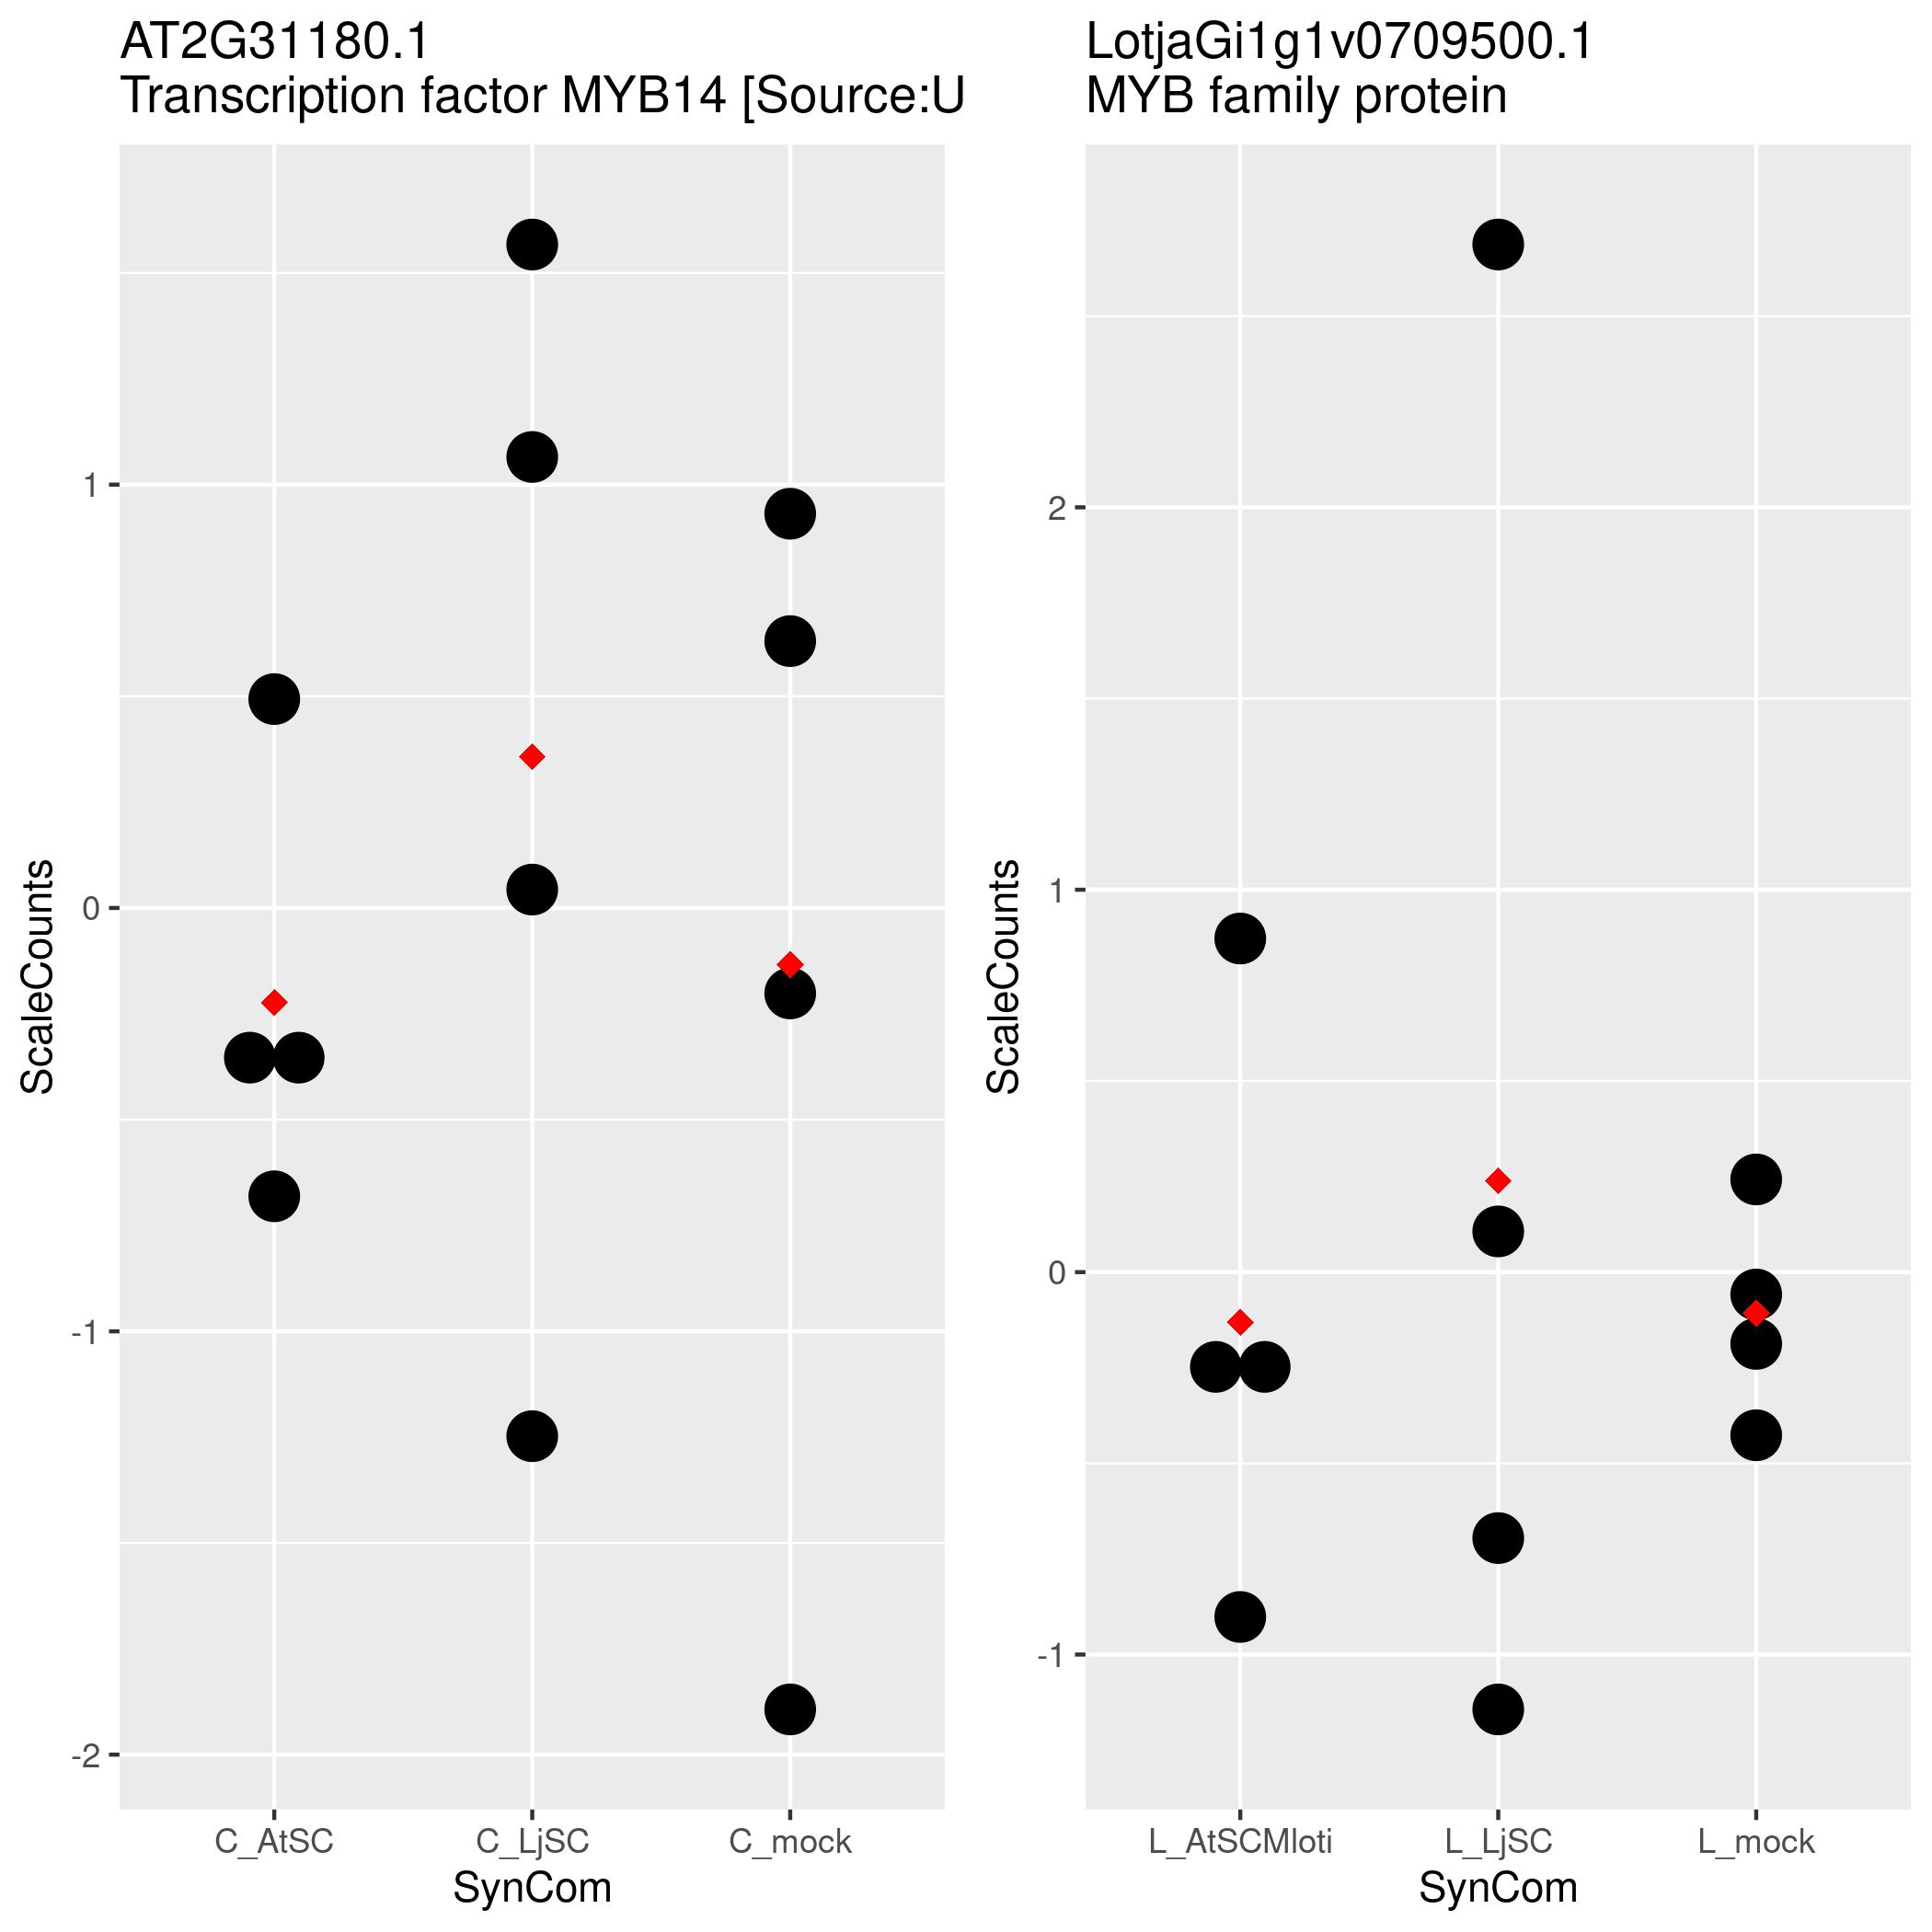 AT2G31180.1
Transcription factor MYB14 [Source:U
ScaleCounts
1
0
-1
-2
C_AtSC
C_LjSC
C_mock
SynCom
LotjaGi1g1v0709500.1
MYB family protein
ScaleCounts
2
1
0
-1
L_AtSCMloti
L_LjSC
L_mock
SynCom